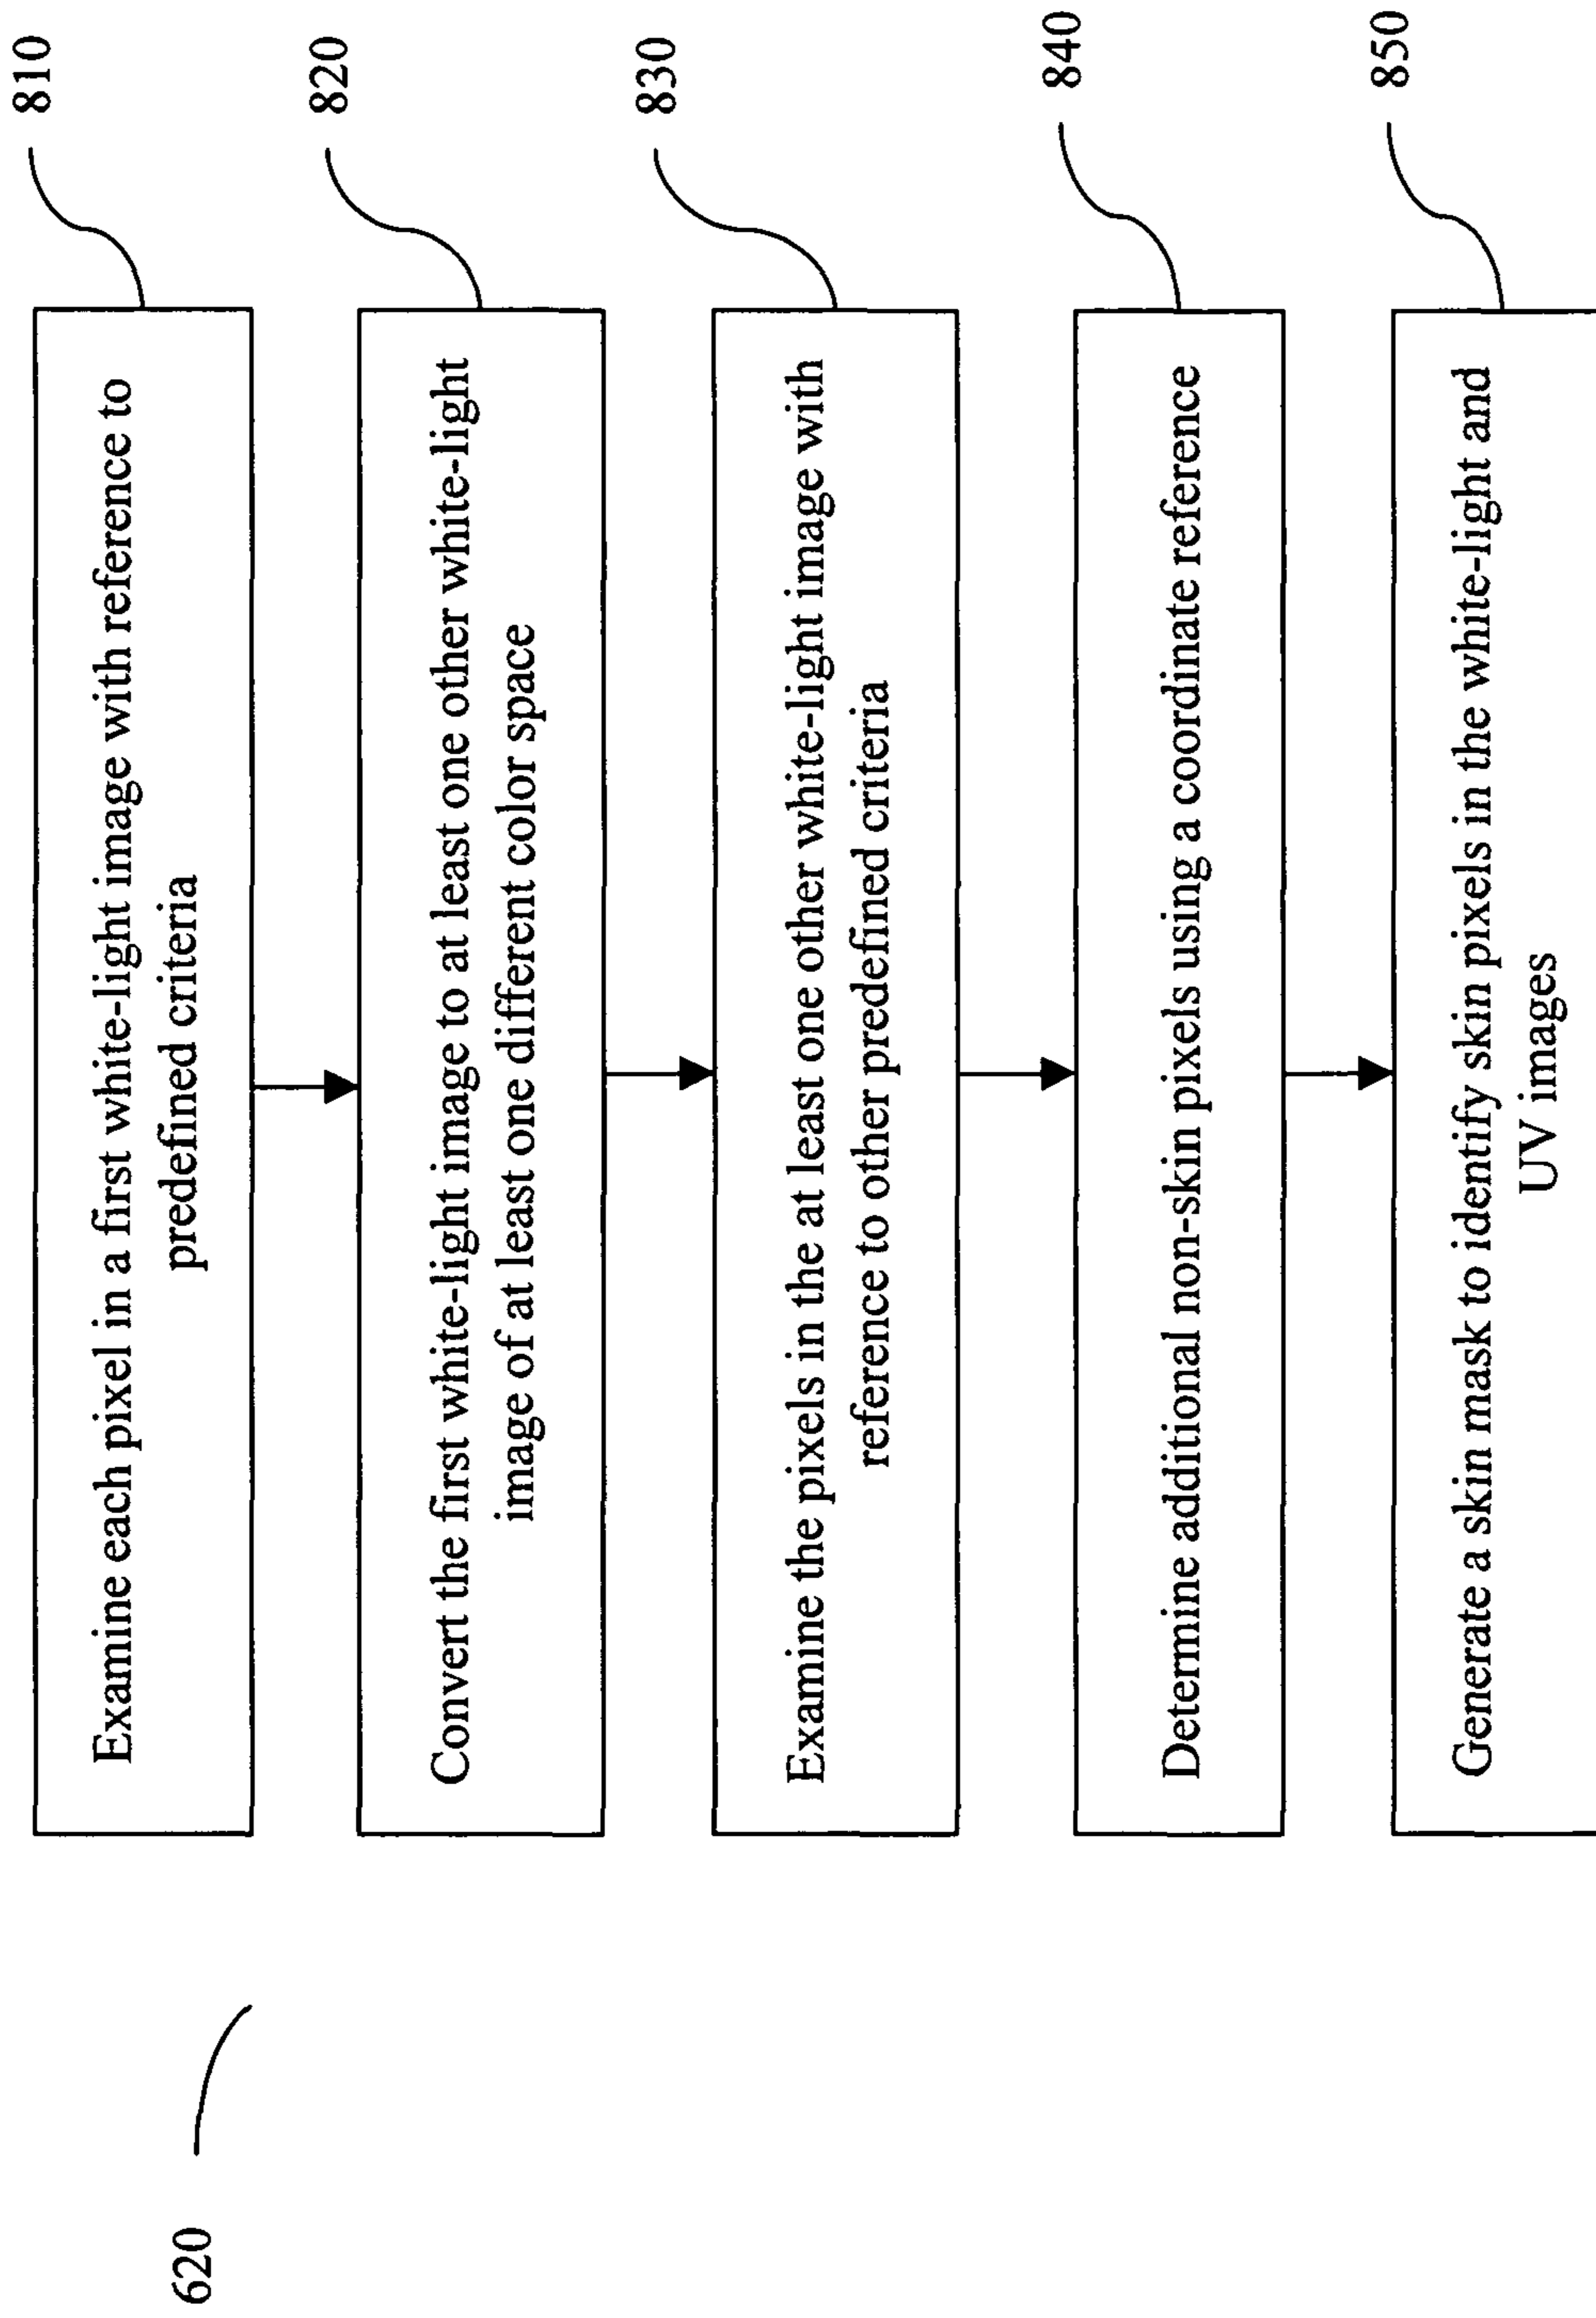 620
810
Examine each pixel in a first white-light image with reference to
predefined criteria
820
Convert the first white-light image to at least one other white-light
image of at least one different color space
830
Examine the pixels in the at least one other white-light image with
reference to other predefined criteria
840
Determine additional non-skin pixels using a coordinate reference
850
Generate a skin mask to identify skin pixels in the white-light and
UV images